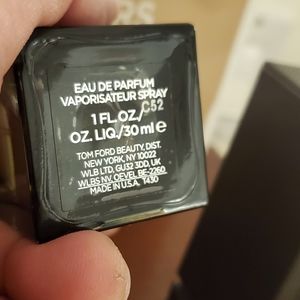 EAU DE PARFUM
VAPORISATEUR SPRAY
C52
1 FL. OZ/
OZ. LIQ./30 ml e
TOM FORD BEAUTY, DIST.
NEW YORK, NY 10022
WLB LTD, GU32 3DD, UK
WLBS NV, OEVEL BE-2260
MADE IN U.S.A. T430